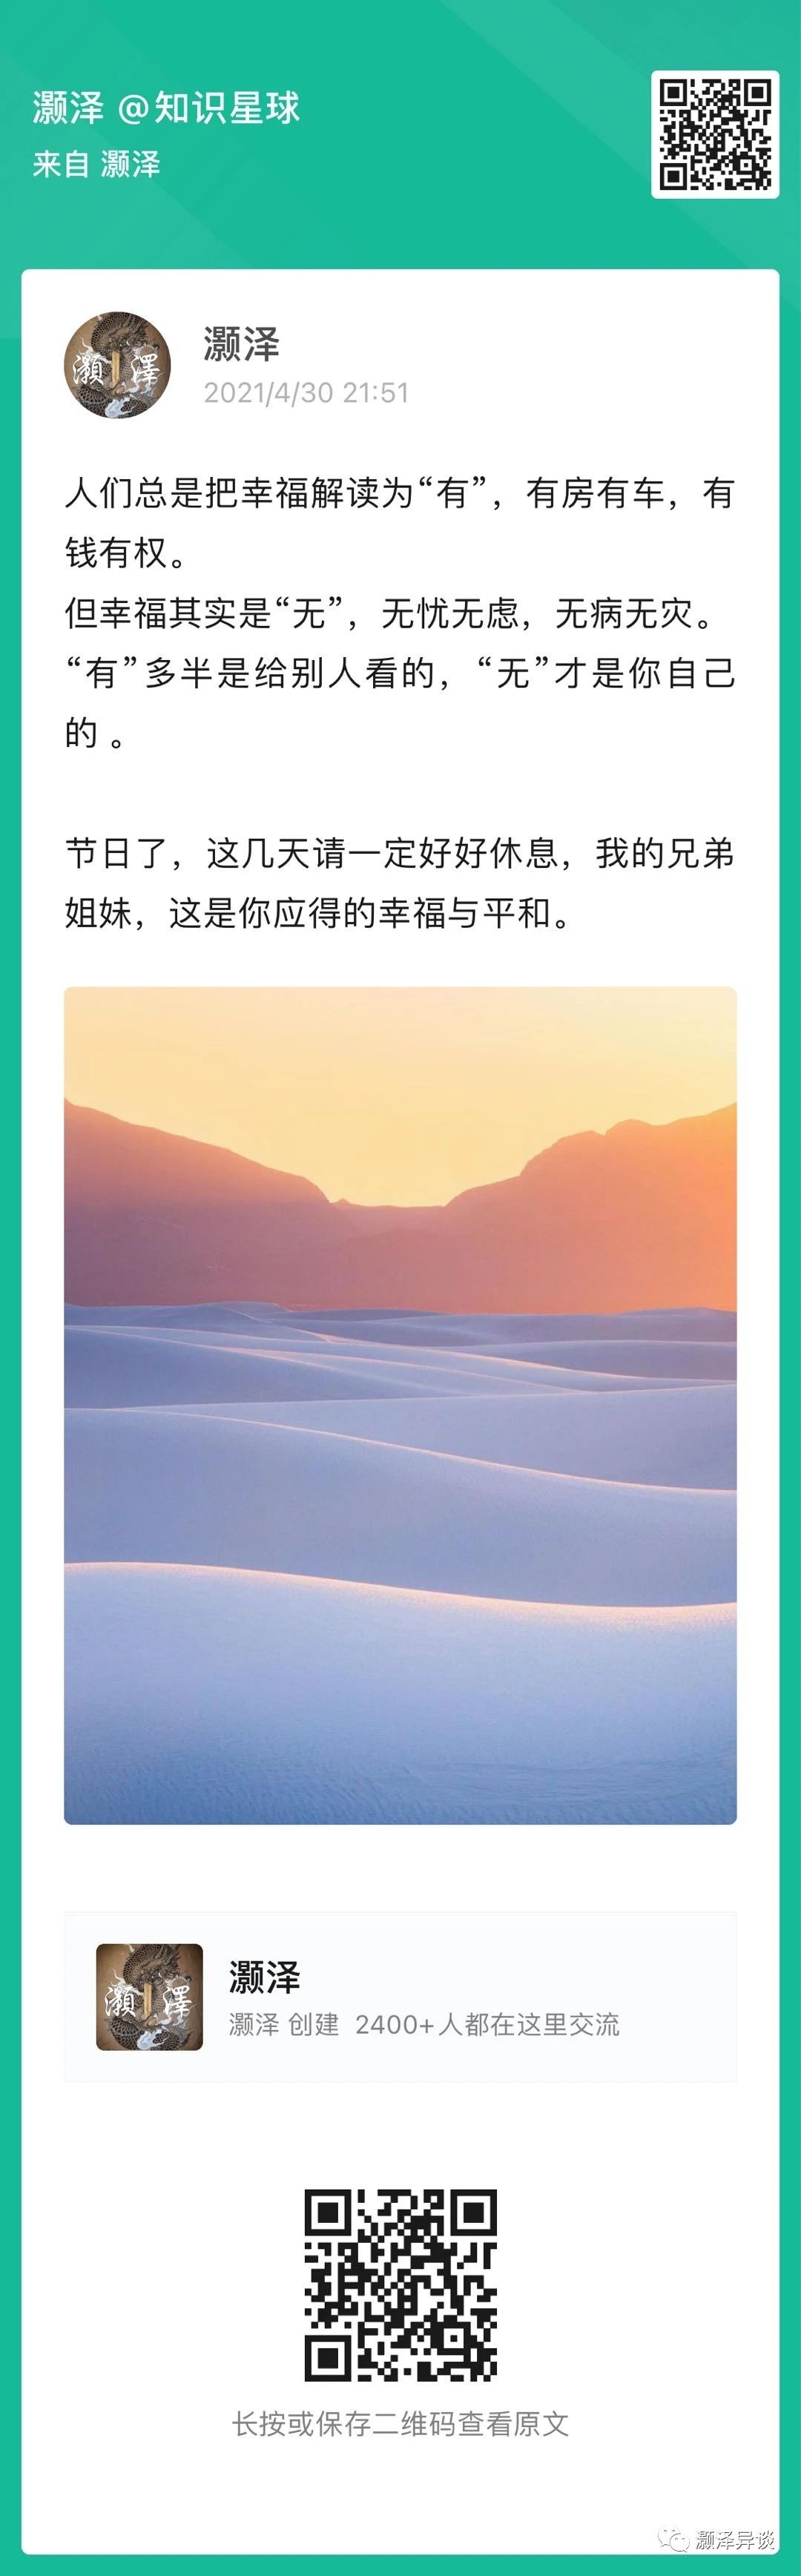 灏泽 @知识星球
来自 灏泽
灏泽
2021/4/30 21:51
人们总是把幸福解读为“有”，有房有车，有
钱有权。
但幸福其实是“无”，无忧无虑，无病无灾。
“有”多半是给别人看的，“无”才是你自己
的 。
节日了，这几天请一定好好休息，我的兄弟
姐妹，这是你应得的幸福与平和。
灝 澤
灏泽
灏泽 创建 2400+人都在这里交流
长按或保存二维码查看原文
灏泽异谈